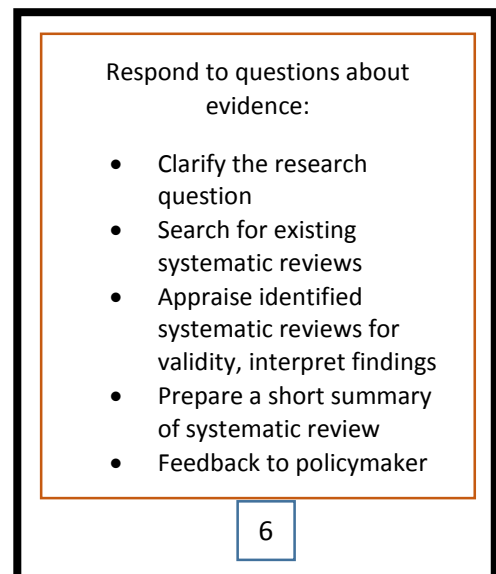 Respond to questions about
evidence:
• Clarify the research
question
• Search for existing
systematic reviews
• Appraise identified
systematic reviews for
validity, interpret findings
• Prepare a short summary
of systematic review
• Feedback to policymaker
6